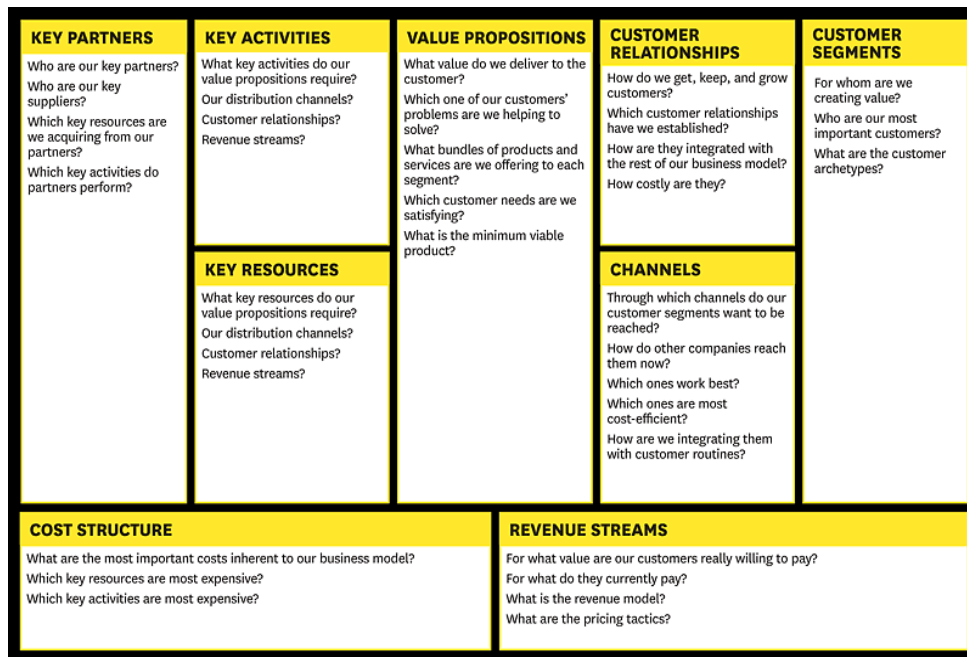 KEY PARTNERS
Who are our key partners?
Who are our key
suppliers?
Which key resources are
we acquiring from our
partners?
Which key activities do
partners perform?
KEY ACTIVITIES
What key activities do our
value propositions require?
Our distribution channels?
Customer relationships?
Revenue streams?
KEY RESOURCES
What key resources do our
value propositions require?
Our distribution channels?
Customer relationships?
Revenue streams?
VALUE PROPOSITIONS
What value do we deliver to the
customer?
Which one of our customers’
problems are we helping to
solve?
What bundles of products and
services are we offering to each
segment?
Which customer needs are we
satisfying?
What is the minimum viable
product?
CUSTOMER
RELATIONSHIPS
How do we get, keep, and grow
customers?
Which customer relationships
have we established?
How are they integrated with
the rest of our business model?
How costly are they?
CHANNELS
Through which channels do our
customer segments want to be
reached?
How do other companies reach
them now?
Which ones work best?
Which ones are most
cost-efficient?
How are we integrating them
with customer routines?
CUSTOMER
SEGMENTS
For whom are we
creating value?
Who are our most
important customers?
What are the customer
archetypes?
COST STRUCTURE
What are the most important costs inherent to our business model?
Which key resources are most expensive?
Which key activities are most expensive?
REVENUE STREAMS
For what value are our customers really willing to pay?
For what do they currently pay?
What is the revenue model?
What are the pricing tactics?